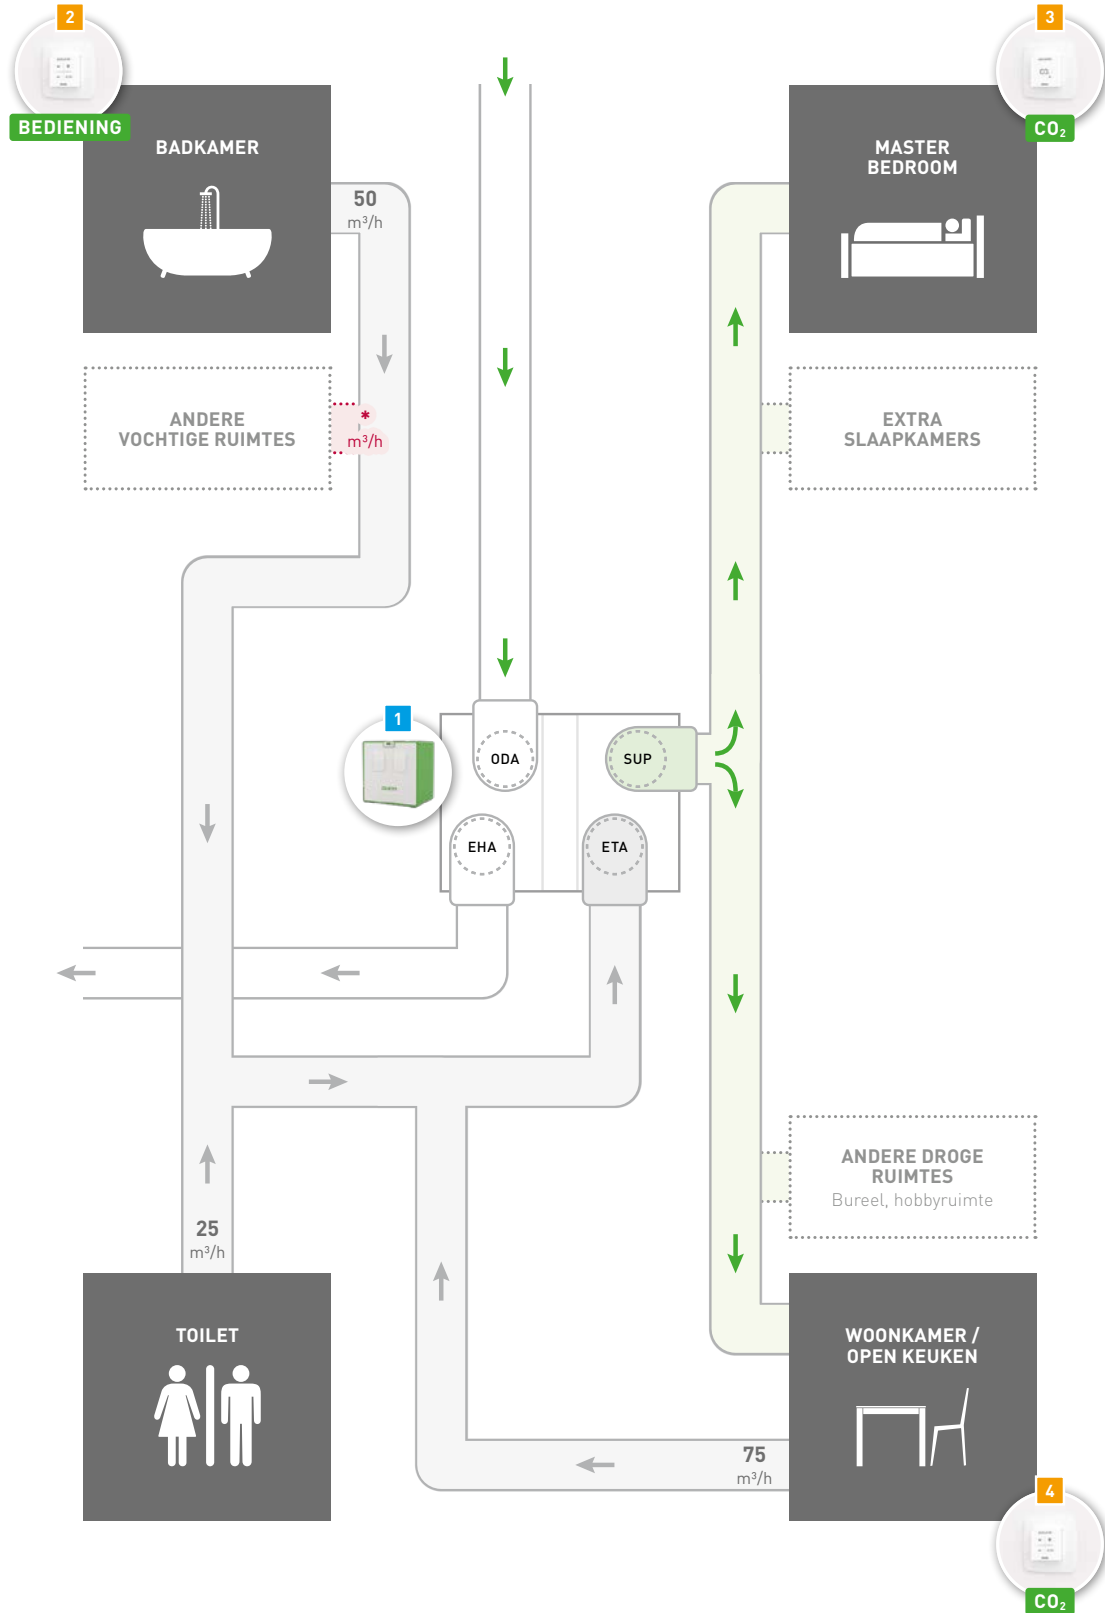 2
BEDIENING
BADKAMER
50
m³/h
3
CO₂
MASTER
BEDROOM
ANDERE
VOCHTIGE RUIMTES
*
m³/h
EXTRA
SLAAPKAMERS
1
ODA
SUP
EHA
ETA
ANDERE DROGE
RUIMTES
Bureel, hobbyruimte
25
m³/h
TOILET
WOONKAMER /
OPEN KEUKEN
75
m³/h
4
CO₂